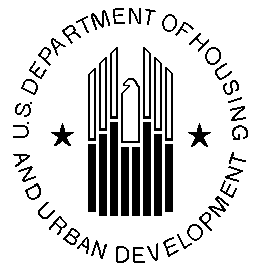 U.S. DEPARTMENT OF HOUSING
AND URBAN DEVELOPMENT